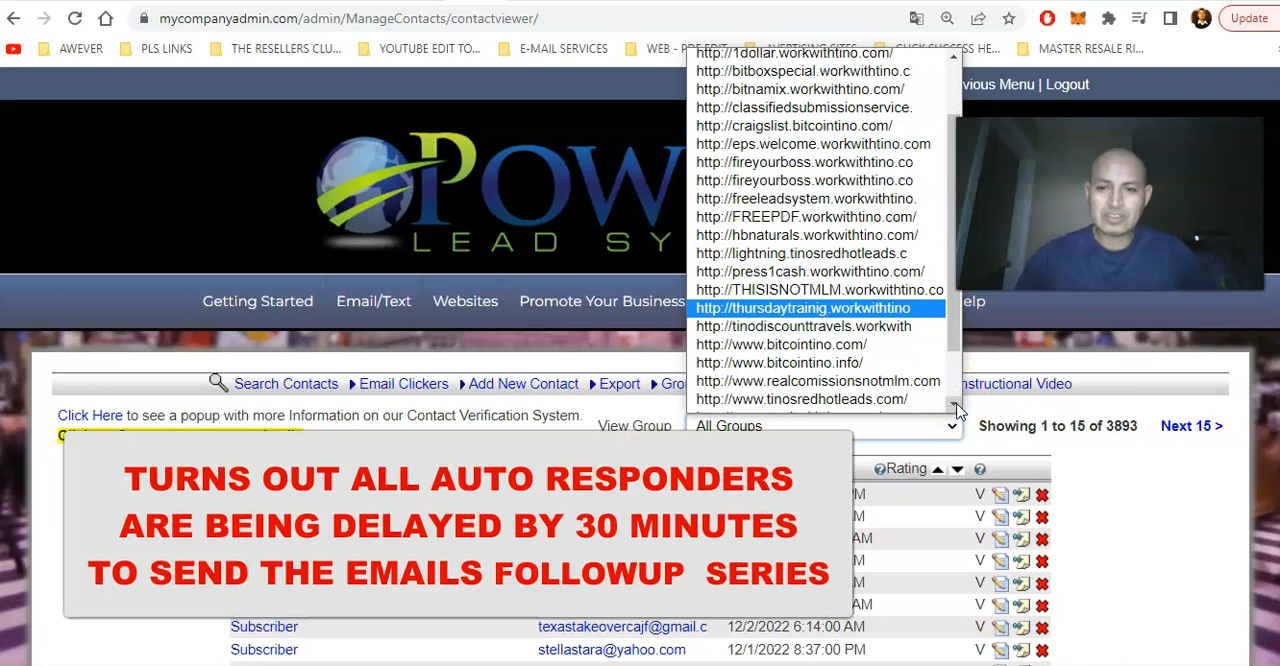 mycompanyadmin.com/admin/ManageContacts/contactviewer/
Update
AWEVER
PLS LINKS
THE RESELLERS CLU...
YOUTUBE EDIT TO...
E-MAIL SERVICES
MASTER RESALE RI...
http://1dollar.workwithtino.com/
http://bitboxspecial.workwithtino.c
http://bitnamix.workwithtino.com/
http://classifiedsubmissionservice.
http://craigslist.bitcointino.com/
http://eps.welcome.workwithtino.com
http://fireyourboss.workwithtino.co
http://fireyourboss.workwithtino.co
http://freeleadsystem.workwithtino.
http://FREEPDF.workwithtino.com/
http://hbnaturals.workwithtino.com/
http://lightning.tinosredhotleads.c
http://press1cash.workwithtino.com/
http://THISISNOTMLM.workwithtino.co
http://thursdaytrainig.workwithtino
http://tinodiscounttravels.workwith
http://www.bitcointino.com/
http://www.bitcointino.info/
http://www.realcomissionsnotmlm.com
http://www.tinosredhotleads.com/
vious Menu | Logout
POW
LEAD SY
Getting Started Email/Text Websites Promote Your Business elp
Search Contacts Email Clickers Add New Contact Export Gro nstructional Video
Click Here to see a popup with more Information on our Contact Verification System.
View Group All Groups Showing 1 to 15 of 3893 Next 15 >
Rating
M V
M V
AM V
A V
A V
AM V
TURNS OUT ALL AUTO RESPONDERS
ARE BEING DELAYED BY 30 MINUTES
TO SEND THE EMAILS FOLLOWUP SERIES
Subscriber texastakeovercajf@gmail.c 12/2/2022 6:14:00 AM V
Subscriber stellastara@yahoo.com 12/1/2022 8:37:00 PM V